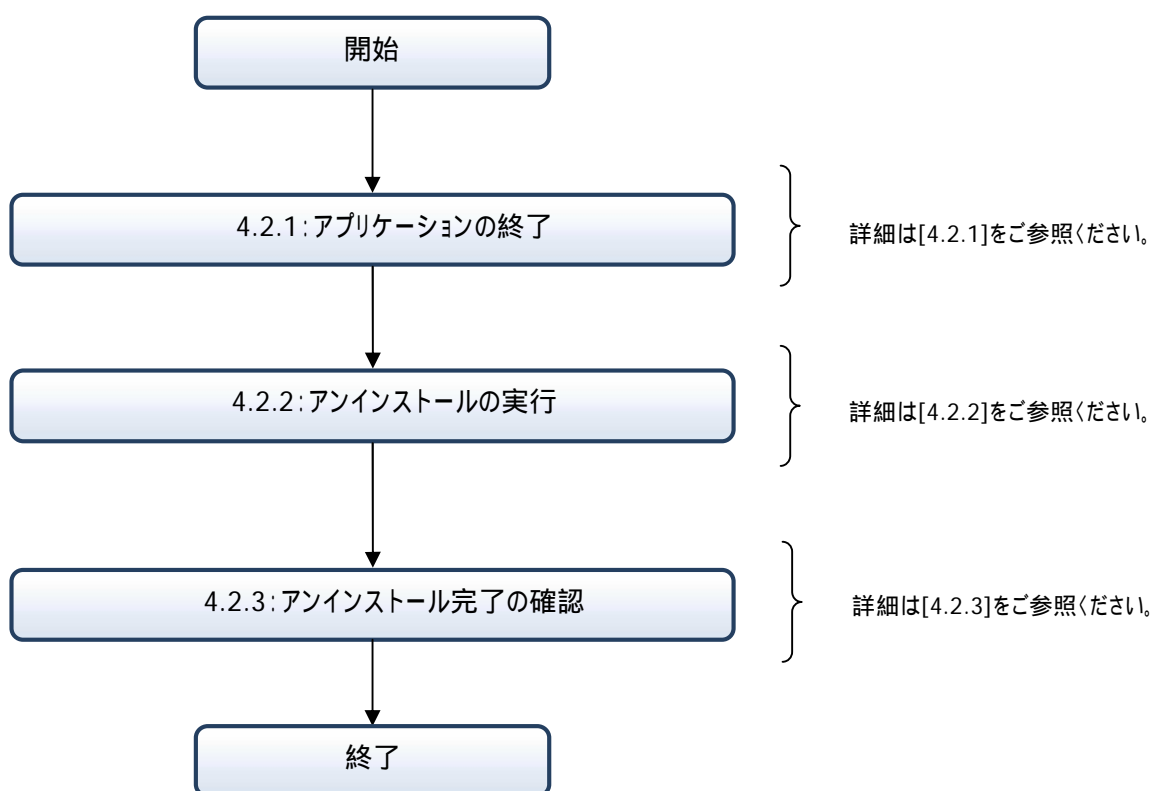 開始
4.2.1:アプリケーションの終了
詳細は[4.2.1]をご参照ください。
4.2.2:アンインストールの実行
詳細は[4.2.2]をご参照ください。
4.2.3:アンインストール完了の確認
詳細は[4.2.3]をご参照ください。
終了